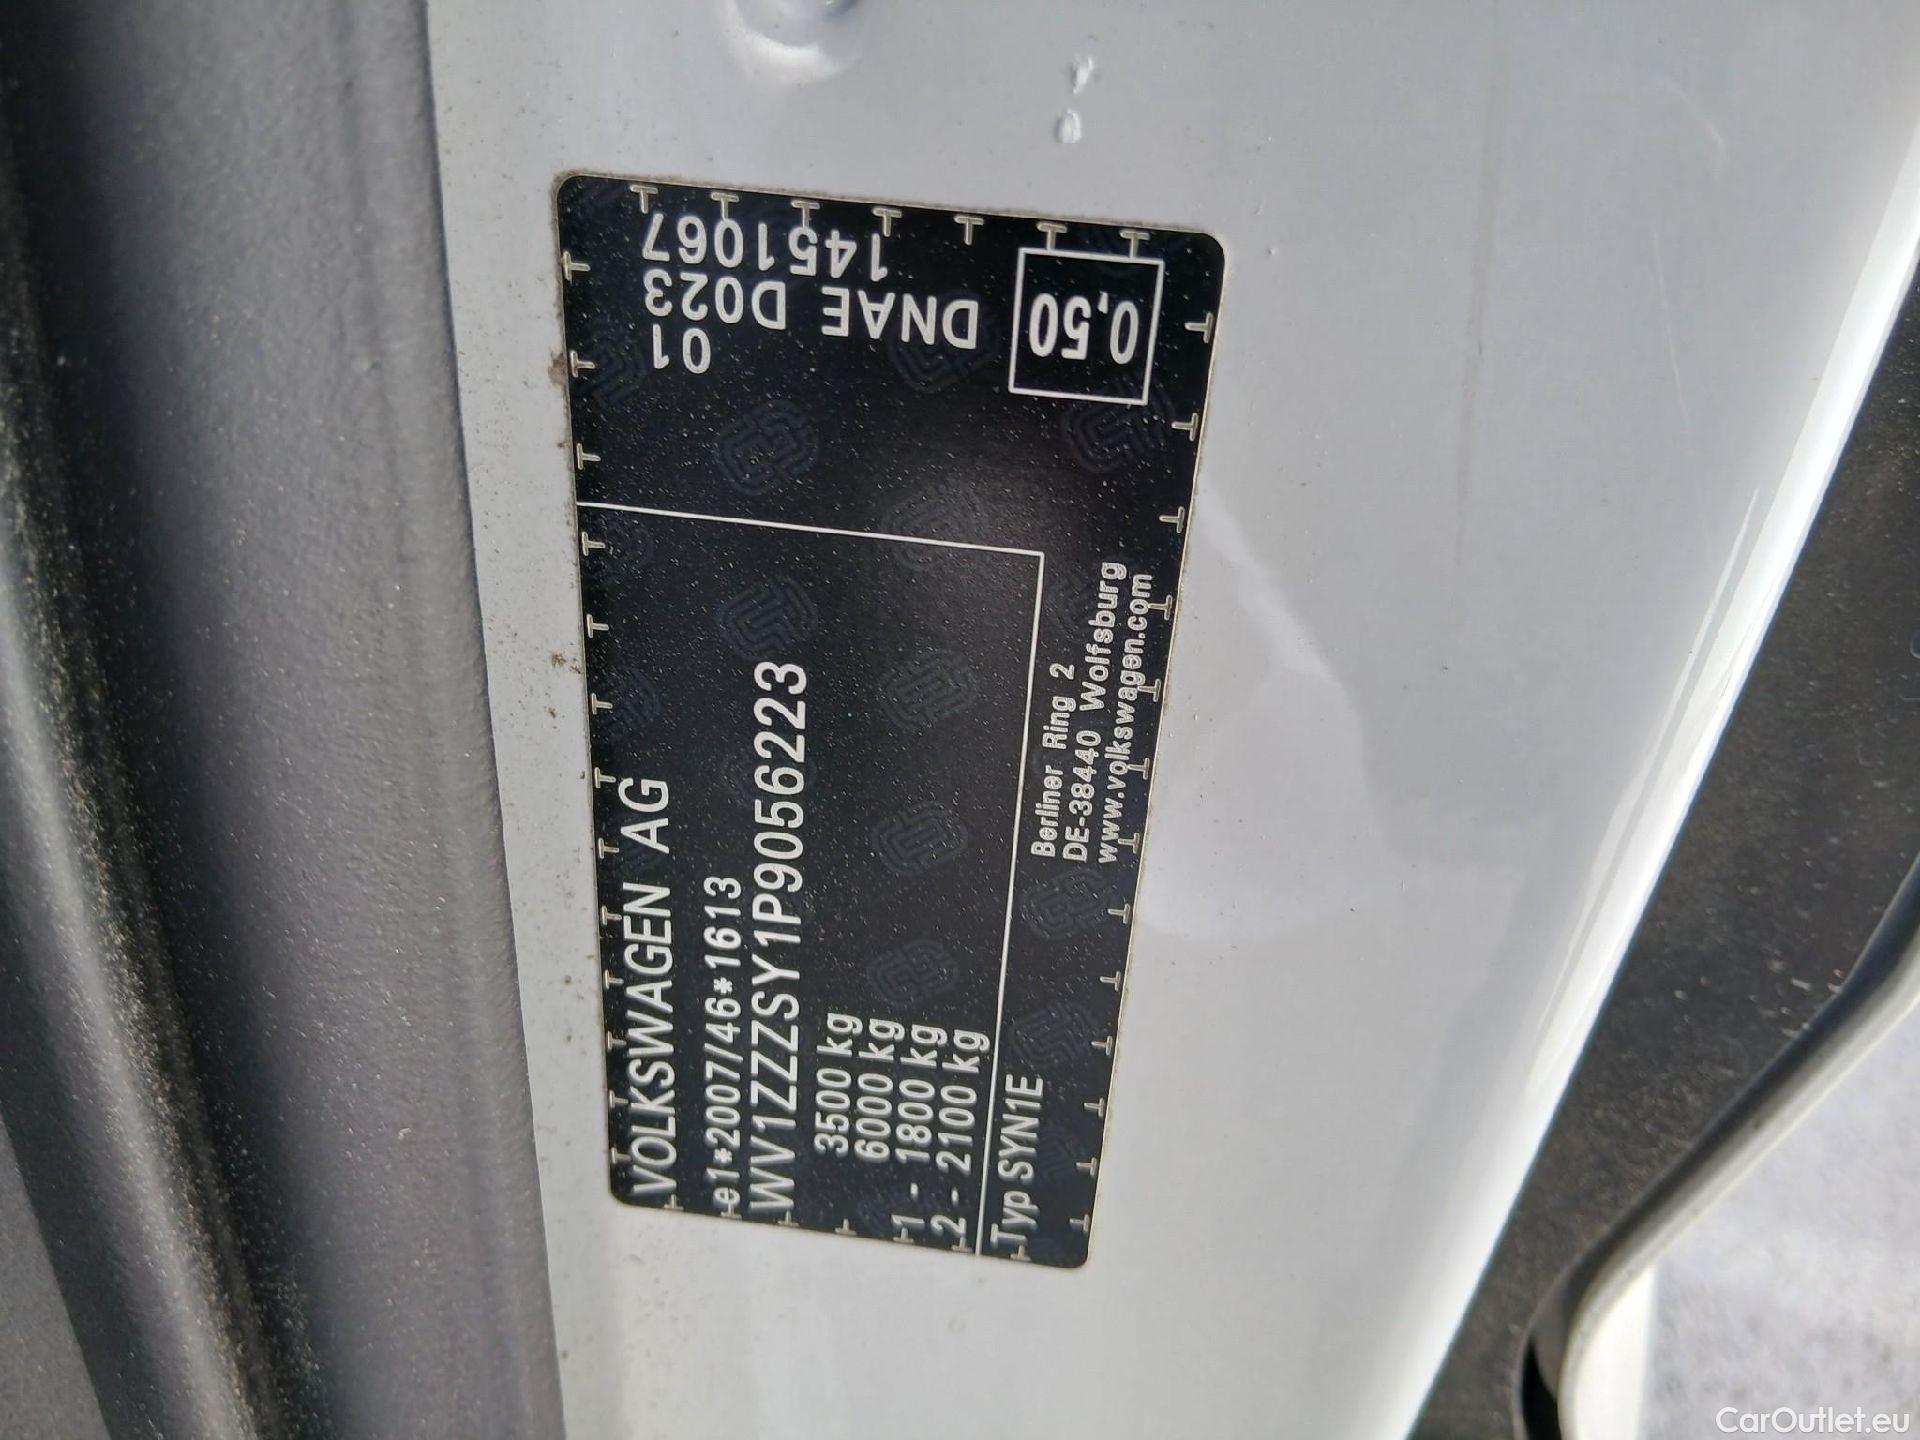 VOLKSWAGEN AG
e1*2007/46*1613
WV1ZZZSY1P9056223
3500 kg
6000 kg
1 - 1800 kg
2 - 2100 kg
Typ SYN1E
Berliner Ring 2
DE-38440 Wolfsburg
www.volkswagen.com
01
DNAE D023
1451067
0,50
CarOutlet.eu